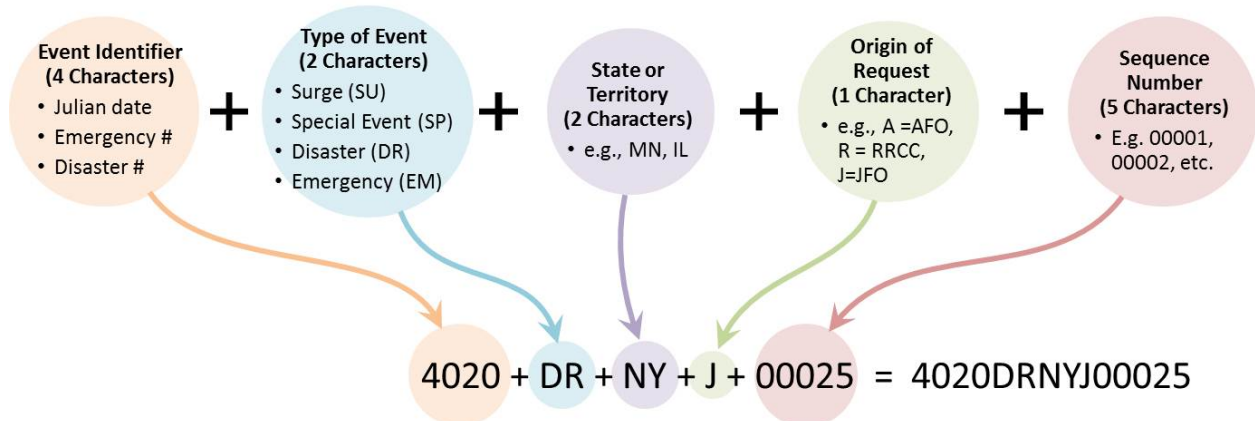 Event Identifier
(4 Characters)
• Julian date
• Emergency #
• Disaster #
+
Type of Event
(2 Characters)
• Surge (SU)
• Special Event (SP)
• Disaster (DR)
• Emergency (EM)
+
State or
Territory
(2 Characters)
• e.g., MN, IL
+
Origin of
Request
(1 Character)
• e.g., A =AFO,
R = RRCC,
J=JFO
+
Sequence
Number
(5 Characters)
• E.g. 00001,
00002, etc.
4020 + DR + NY + J + 00025 = 4020DRNYJ00025